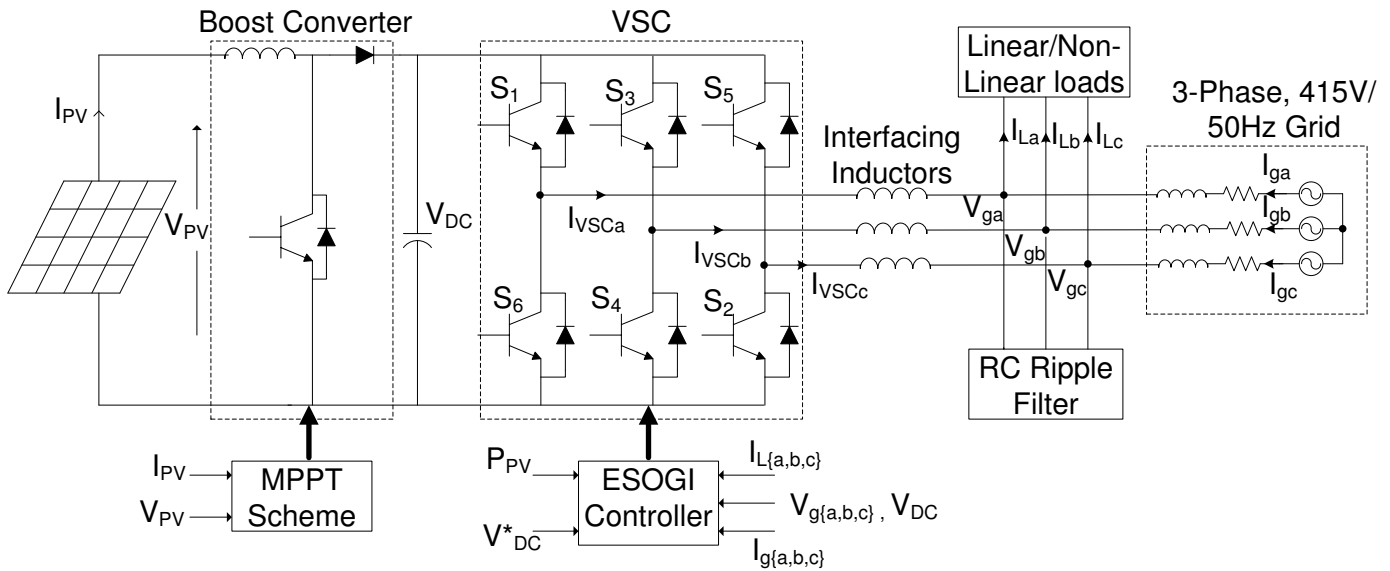 Boost Converter
VSC
Linear/Non-
Linear loads
3-Phase, 415V/
50Hz Grid
I_PV
V_PV
V_DC
S_1
S_3
S_5
S_6
S_4
S_2
I_VSCa
I_VSCb
I_VSCc
Interfacing
Inductors
I_La
I_Lb
I_Lc
V_ga
V_gb
V_gc
I_ga
I_gb
I_gc
RC Ripple
Filter
I_PV
V_PV
MPPT
Scheme
P_PV
V*_DC
ESOGI
Controller
I_L{a,b,c}
V_g{a,b,c} , V_DC
I_g{a,b,c}